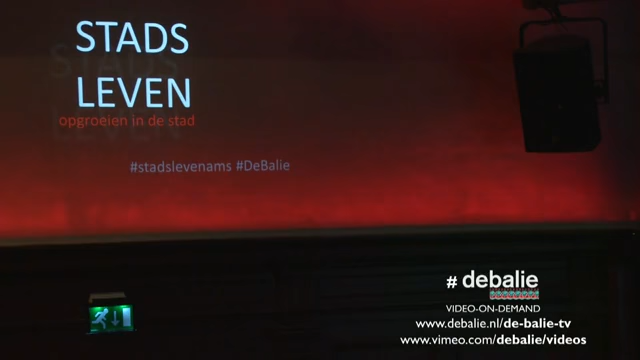 STADS
LEVEN
opgroeien in de stad
#stadslevenams #DeBalie
# debalie
VIDEO-ON-DEMAND
www.debalie.nl/de-balie-tv
www.vimeo.com/debalie/videos